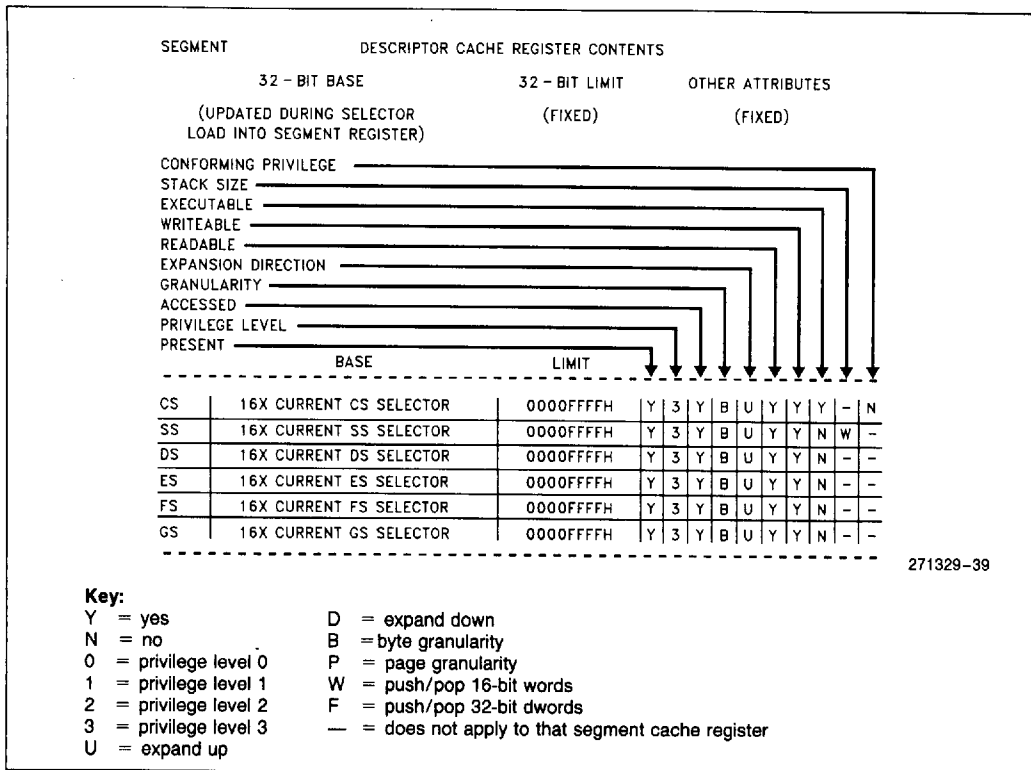 SEGMENT DESCRIPTOR CACHE REGISTER CONTENTS
32 – BIT BASE 32 – BIT LIMIT OTHER ATTRIBUTES
(UPDATED DURING SELECTOR (FIXED) (FIXED)
LOAD INTO SEGMENT REGISTER)
CONFORMING PRIVILEGE
STACK SIZE
EXECUTABLE
WRITEABLE
READABLE
EXPANSION DIRECTION
GRANULARITY
ACCESSED
PRIVILEGE LEVEL
PRESENT
BASE LIMIT
CS 16X CURRENT CS SELECTOR 0000FFFFH Y 3 Y B U Y Y Y – N
SS 16X CURRENT SS SELECTOR 0000FFFFH Y 3 Y B U Y Y N W –
DS 16X CURRENT DS SELECTOR 0000FFFFH Y 3 Y B U Y Y N – –
ES 16X CURRENT ES SELECTOR 0000FFFFH Y 3 Y B U Y Y N – –
FS 16X CURRENT FS SELECTOR 0000FFFFH Y 3 Y B U Y Y N – –
GS 16X CURRENT GS SELECTOR 0000FFFFH Y 3 Y B U Y Y N – –
271329–39
Key:
Y = yes
N = no
0 = privilege level 0
1 = privilege level 1
2 = privilege level 2
3 = privilege level 3
U = expand up
D = expand down
B = byte granularity
P = page granularity
W = push/pop 16-bit words
F = push/pop 32-bit dwords
— = does not apply to that segment cache register